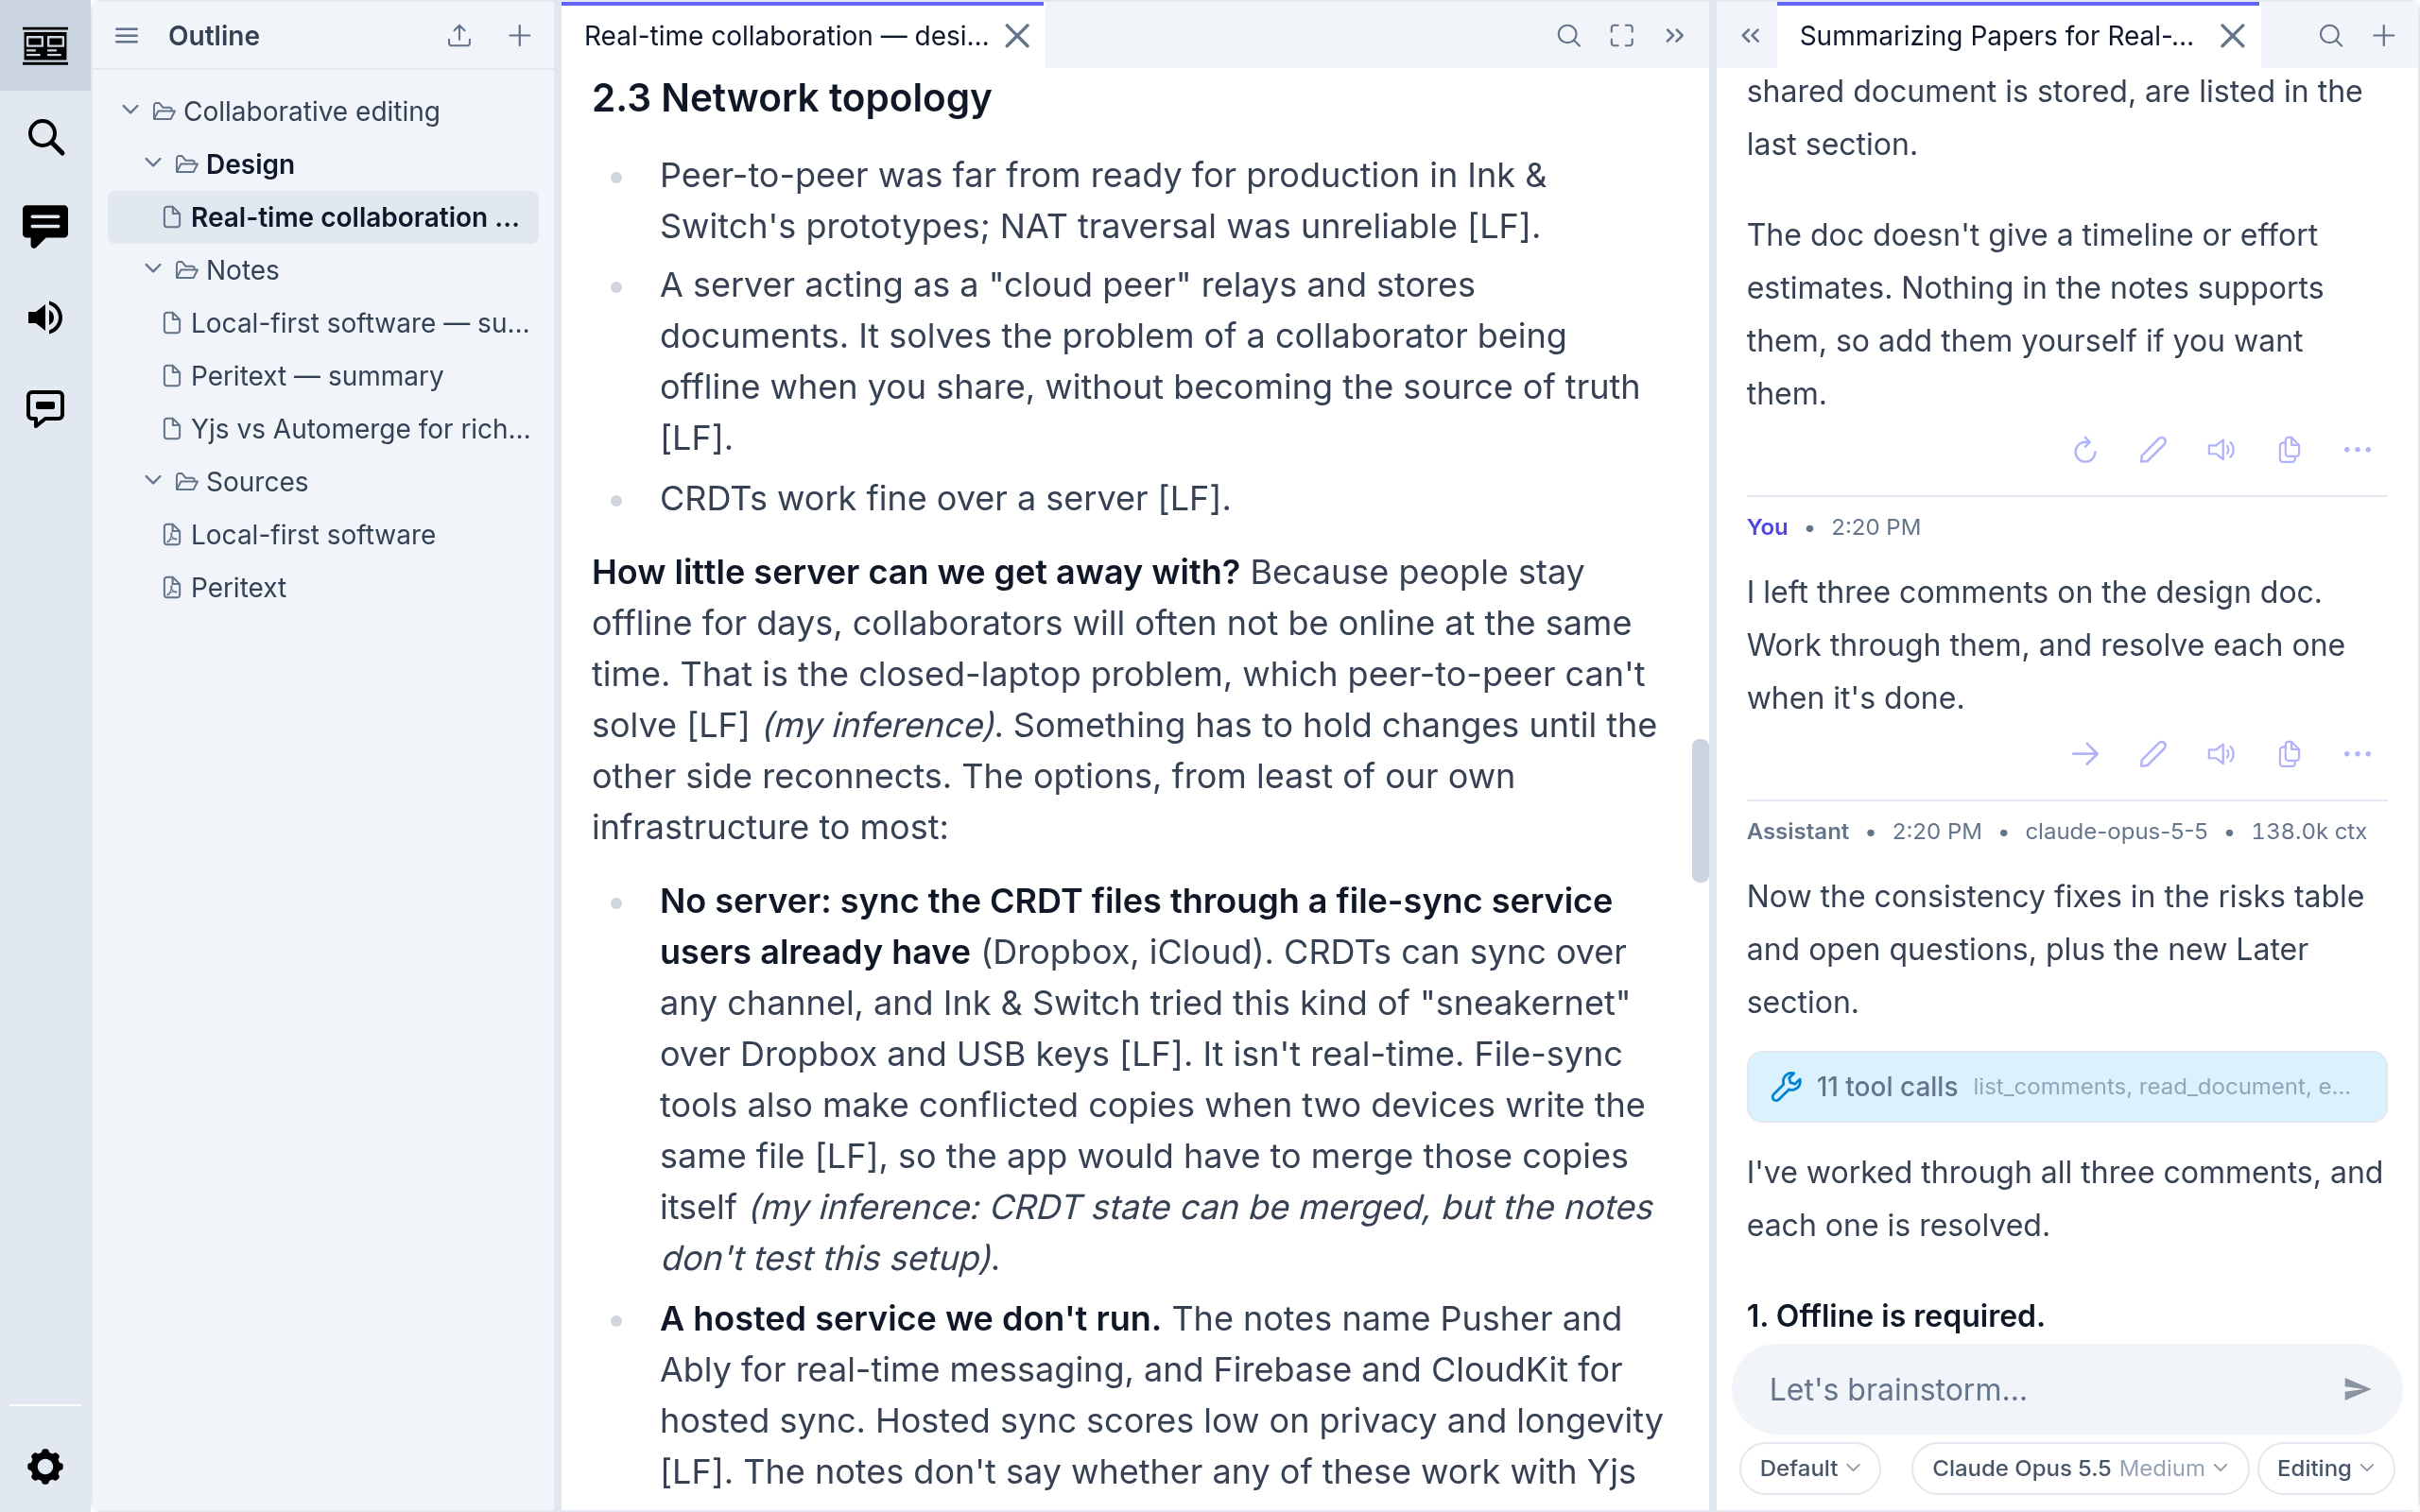 Outline
Collaborative editing
Design
Real-time collaboration ...
Notes
Local-first software — su...
Peritext — summary
Yjs vs Automerge for rich...
Sources
Local-first software
Peritext
Real-time collaboration — desi...
2.3 Network topology
Peer-to-peer was far from ready for production in Ink &
Switch's prototypes; NAT traversal was unreliable [LF].
A server acting as a "cloud peer" relays and stores
documents. It solves the problem of a collaborator being
offline when you share, without becoming the source of truth
[LF].
CRDTs work fine over a server [LF].
How little server can we get away with? Because people stay
offline for days, collaborators will often not be online at the same
time. That is the closed-laptop problem, which peer-to-peer can't
solve [LF] (my inference). Something has to hold changes until the
other side reconnects. The options, from least of our own
infrastructure to most:
No server: sync the CRDT files through a file-sync service
users already have (Dropbox, iCloud). CRDTs can sync over
any channel, and Ink & Switch tried this kind of "sneakernet"
over Dropbox and USB keys [LF]. It isn't real-time. File-sync
tools also make conflicted copies when two devices write the
same file [LF], so the app would have to merge those copies
itself (my inference: CRDT state can be merged, but the notes
don't test this setup).
A hosted service we don't run. The notes name Pusher and
Ably for real-time messaging, and Firebase and CloudKit for
hosted sync. Hosted sync scores low on privacy and longevity
[LF]. The notes don't say whether any of these work with Yjs
Summarizing Papers for Real-...
shared document is stored, are listed in the
last section.
The doc doesn't give a timeline or effort
estimates. Nothing in the notes supports
them, so add them yourself if you want
them.
You • 2:20 PM
I left three comments on the design doc.
Work through them, and resolve each one
when it's done.
Assistant • 2:20 PM • claude-opus-5-5 • 138.0k ctx
Now the consistency fixes in the risks table
and open questions, plus the new Later
section.
11 tool calls list_comments, read_document, e...
I've worked through all three comments, and
each one is resolved.
1. Offline is required.
Let's brainstorm...
Default
Claude Opus 5.5 Medium
Editing